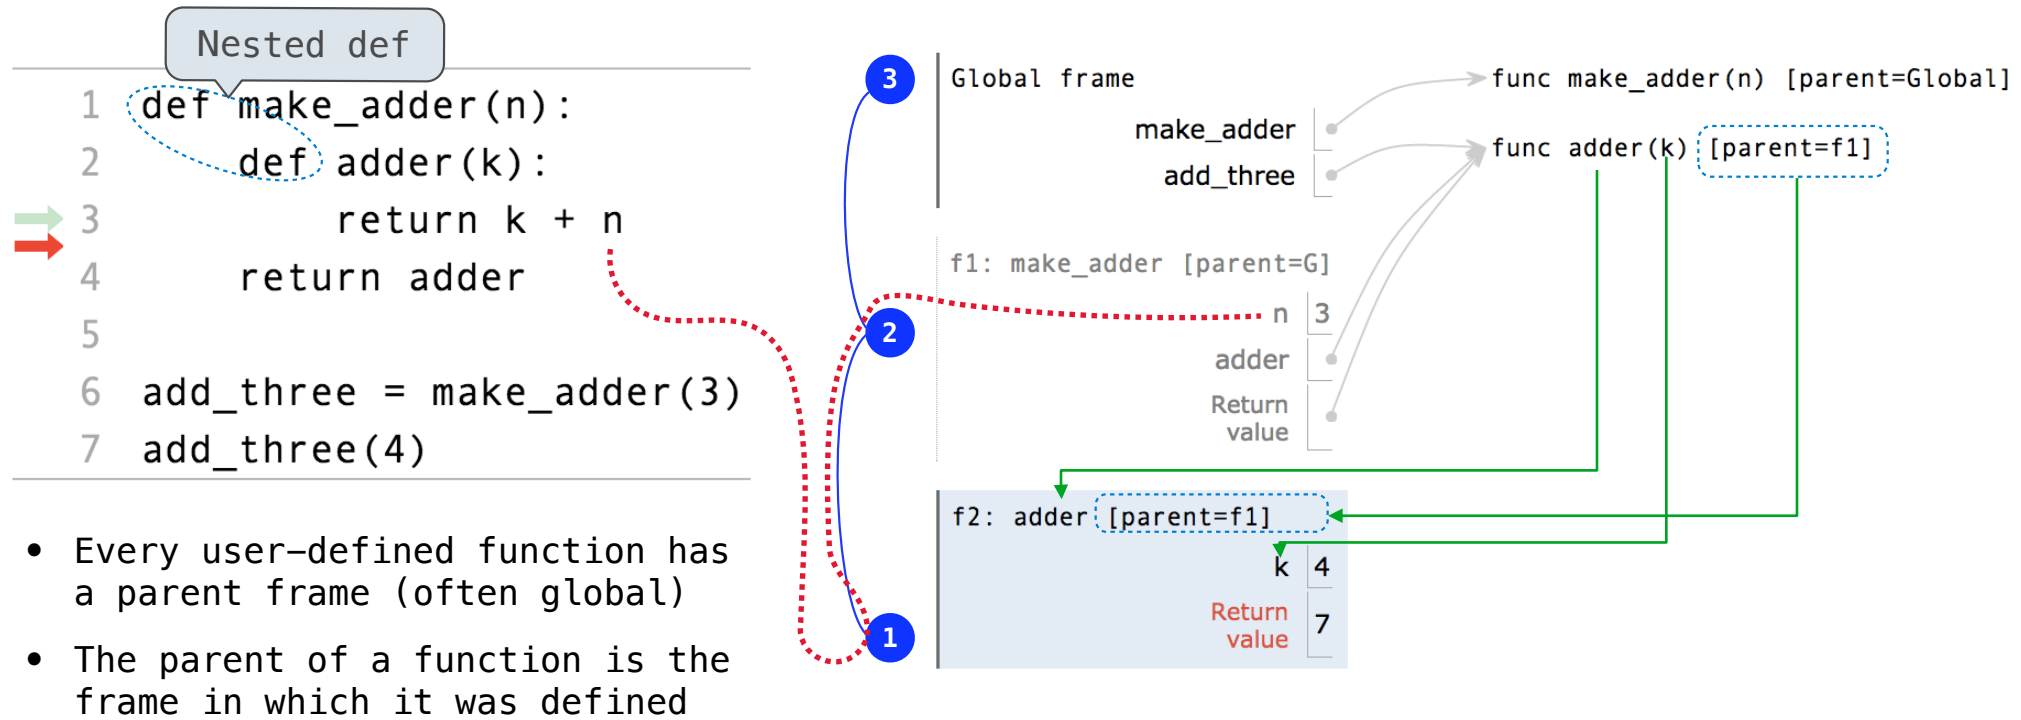 Nested def
1 def make_adder(n):
2 def adder(k):
3 return k + n
4 return adder
5
6 add_three = make_adder(3)
7 add_three(4)
• Every user–defined function has
a parent frame (often global)
• The parent of a function is the
frame in which it was defined
3
Global frame
make_adder
add_three
func make_adder(n) [parent=Global]
func adder(k) [parent=f1]
2
f1: make_adder [parent=G]
n 3
adder
Return
value
1
f2: adder [parent=f1]
k 4
Return
value 7